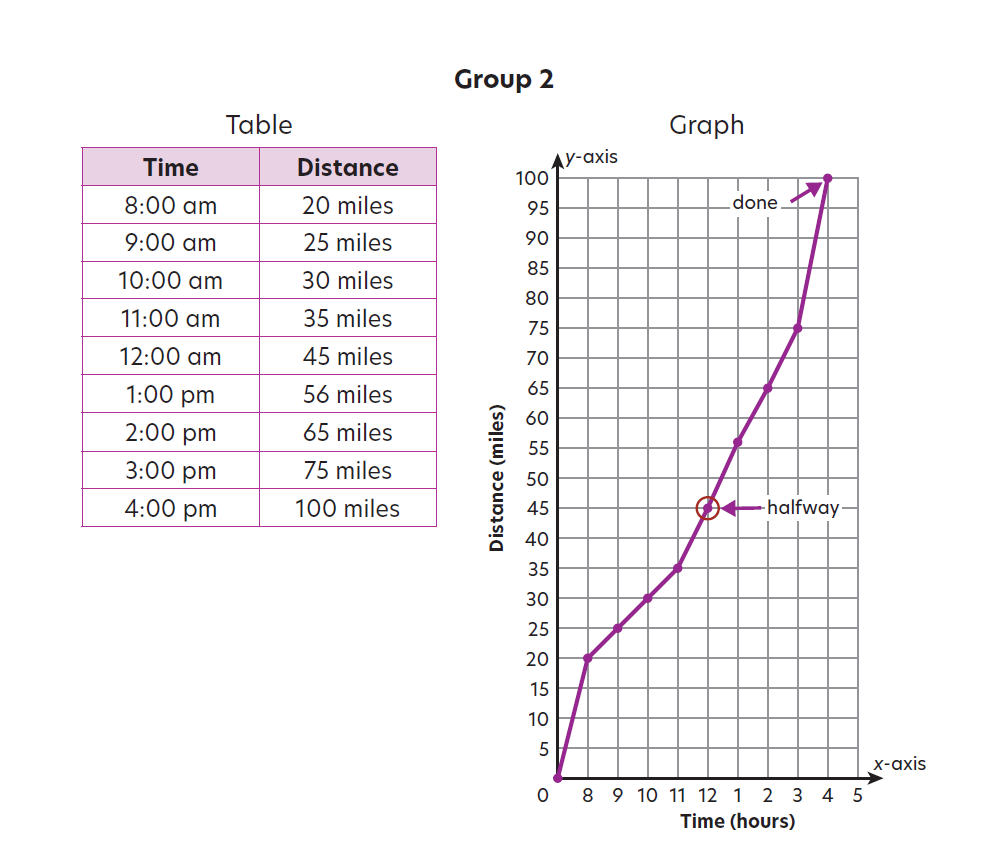 Group 2
Table
Time Distance
8:00 am 20 miles
9:00 am 25 miles
10:00 am 30 miles
11:00 am 35 miles
12:00 am 45 miles
1:00 pm 56 miles
2:00 pm 65 miles
3:00 pm 75 miles
4:00 pm 100 miles
Graph
y-axis
100
95
90
85
80
75
70
65
60
55
50
45
40
35
30
25
20
15
10
5
Distance (miles)
done
halfway
x-axis
0 8 9 10 11 12 1 2 3 4 5
Time (hours)